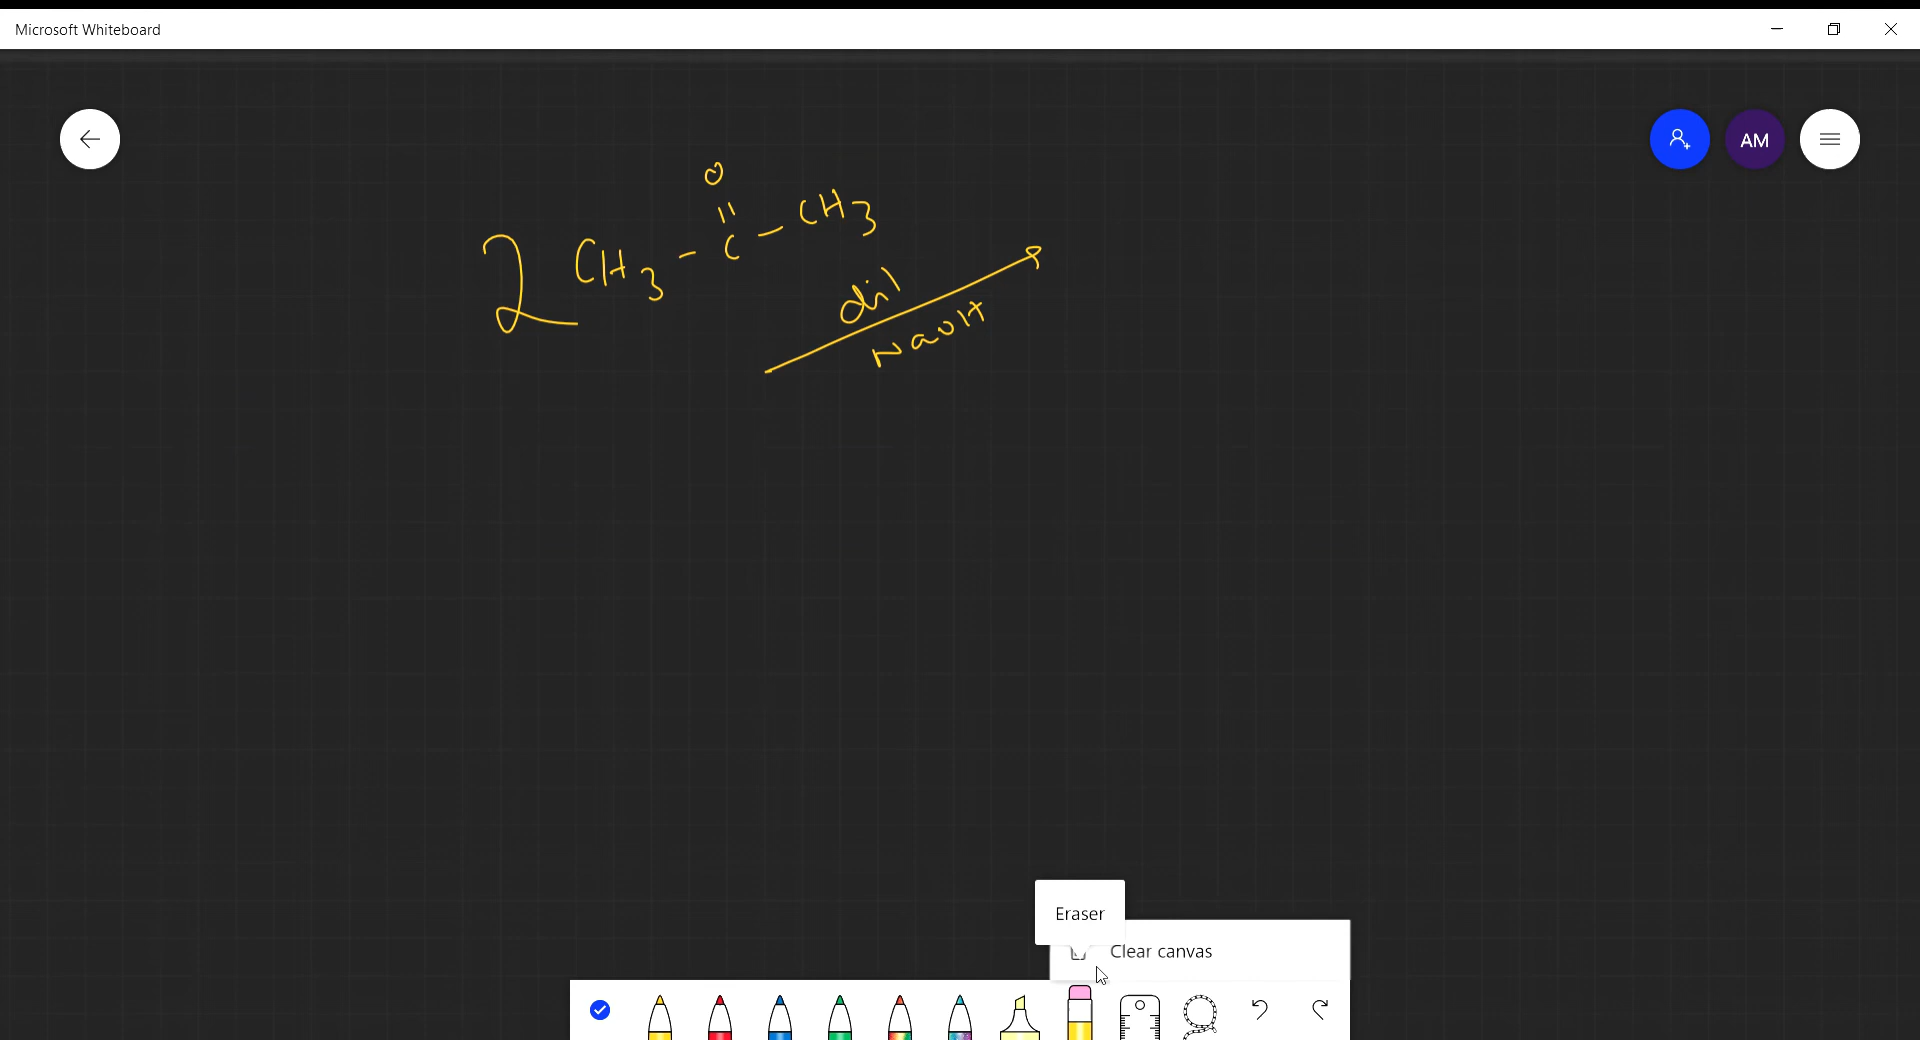 Microsoft Whiteboard
AM
O
||
2 CH3 - C - CH3
dil
NaOH
Eraser
Clear canvas